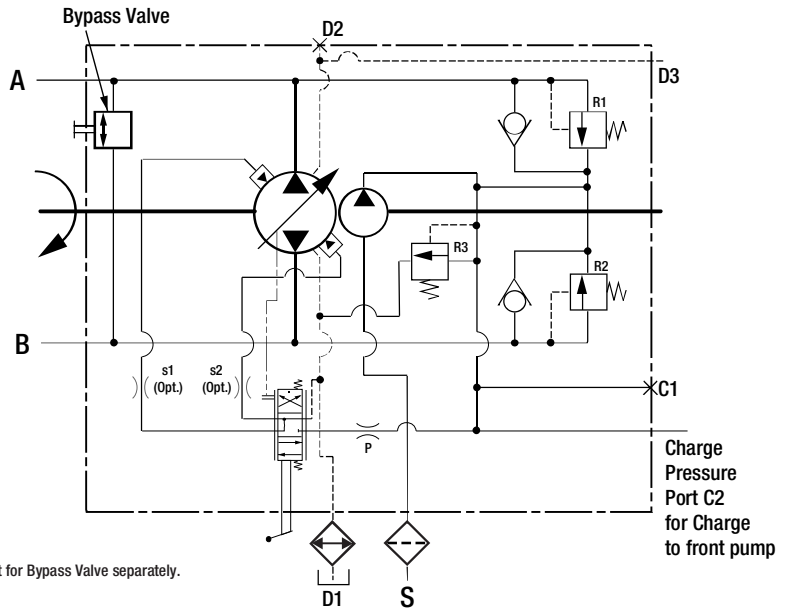 Bypass Valve
D2
A
D3
R1
R3
R2
B
s1
(Opt.)
s2
(Opt.)
C1
P
Charge
Pressure
Port C2
for Charge
to front pump
t for Bypass Valve separately.
D1
S